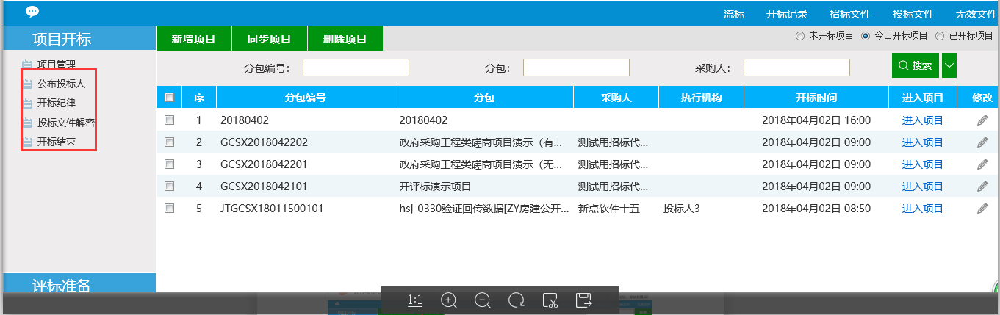 流标 开标记录 招标文件 投标文件 无效文件
项目开标
新增项目 同步项目 删除项目
未开标项目 今日开标项目 已开标项目
项目管理
公布投标人
开标纪律
投标文件解密
开标结束
分包编号： 分包： 采购人： 搜索
序 分包编号 分包 采购人 执行机构 开标时间 进入项目 修改
1 20180402 20180402 2018年04月02日 16:00 进入项目
2 GCSX2018042202 政府采购工程类磋商项目演示（有... 测试用招标代... 2018年04月02日 09:00 进入项目
3 GCSX2018042201 政府采购工程类磋商项目演示（无... 测试用招标代... 2018年04月02日 09:00 进入项目
4 GCSX2018042101 开评标演示项目 测试用招标代... 2018年04月02日 09:00 进入项目
5 JTGCSX18011500101 hsj-0330验证回传数据[ZY房建公开... 新点软件十五 投标人3 2018年04月02日 08:50 进入项目
评标准备
1:1